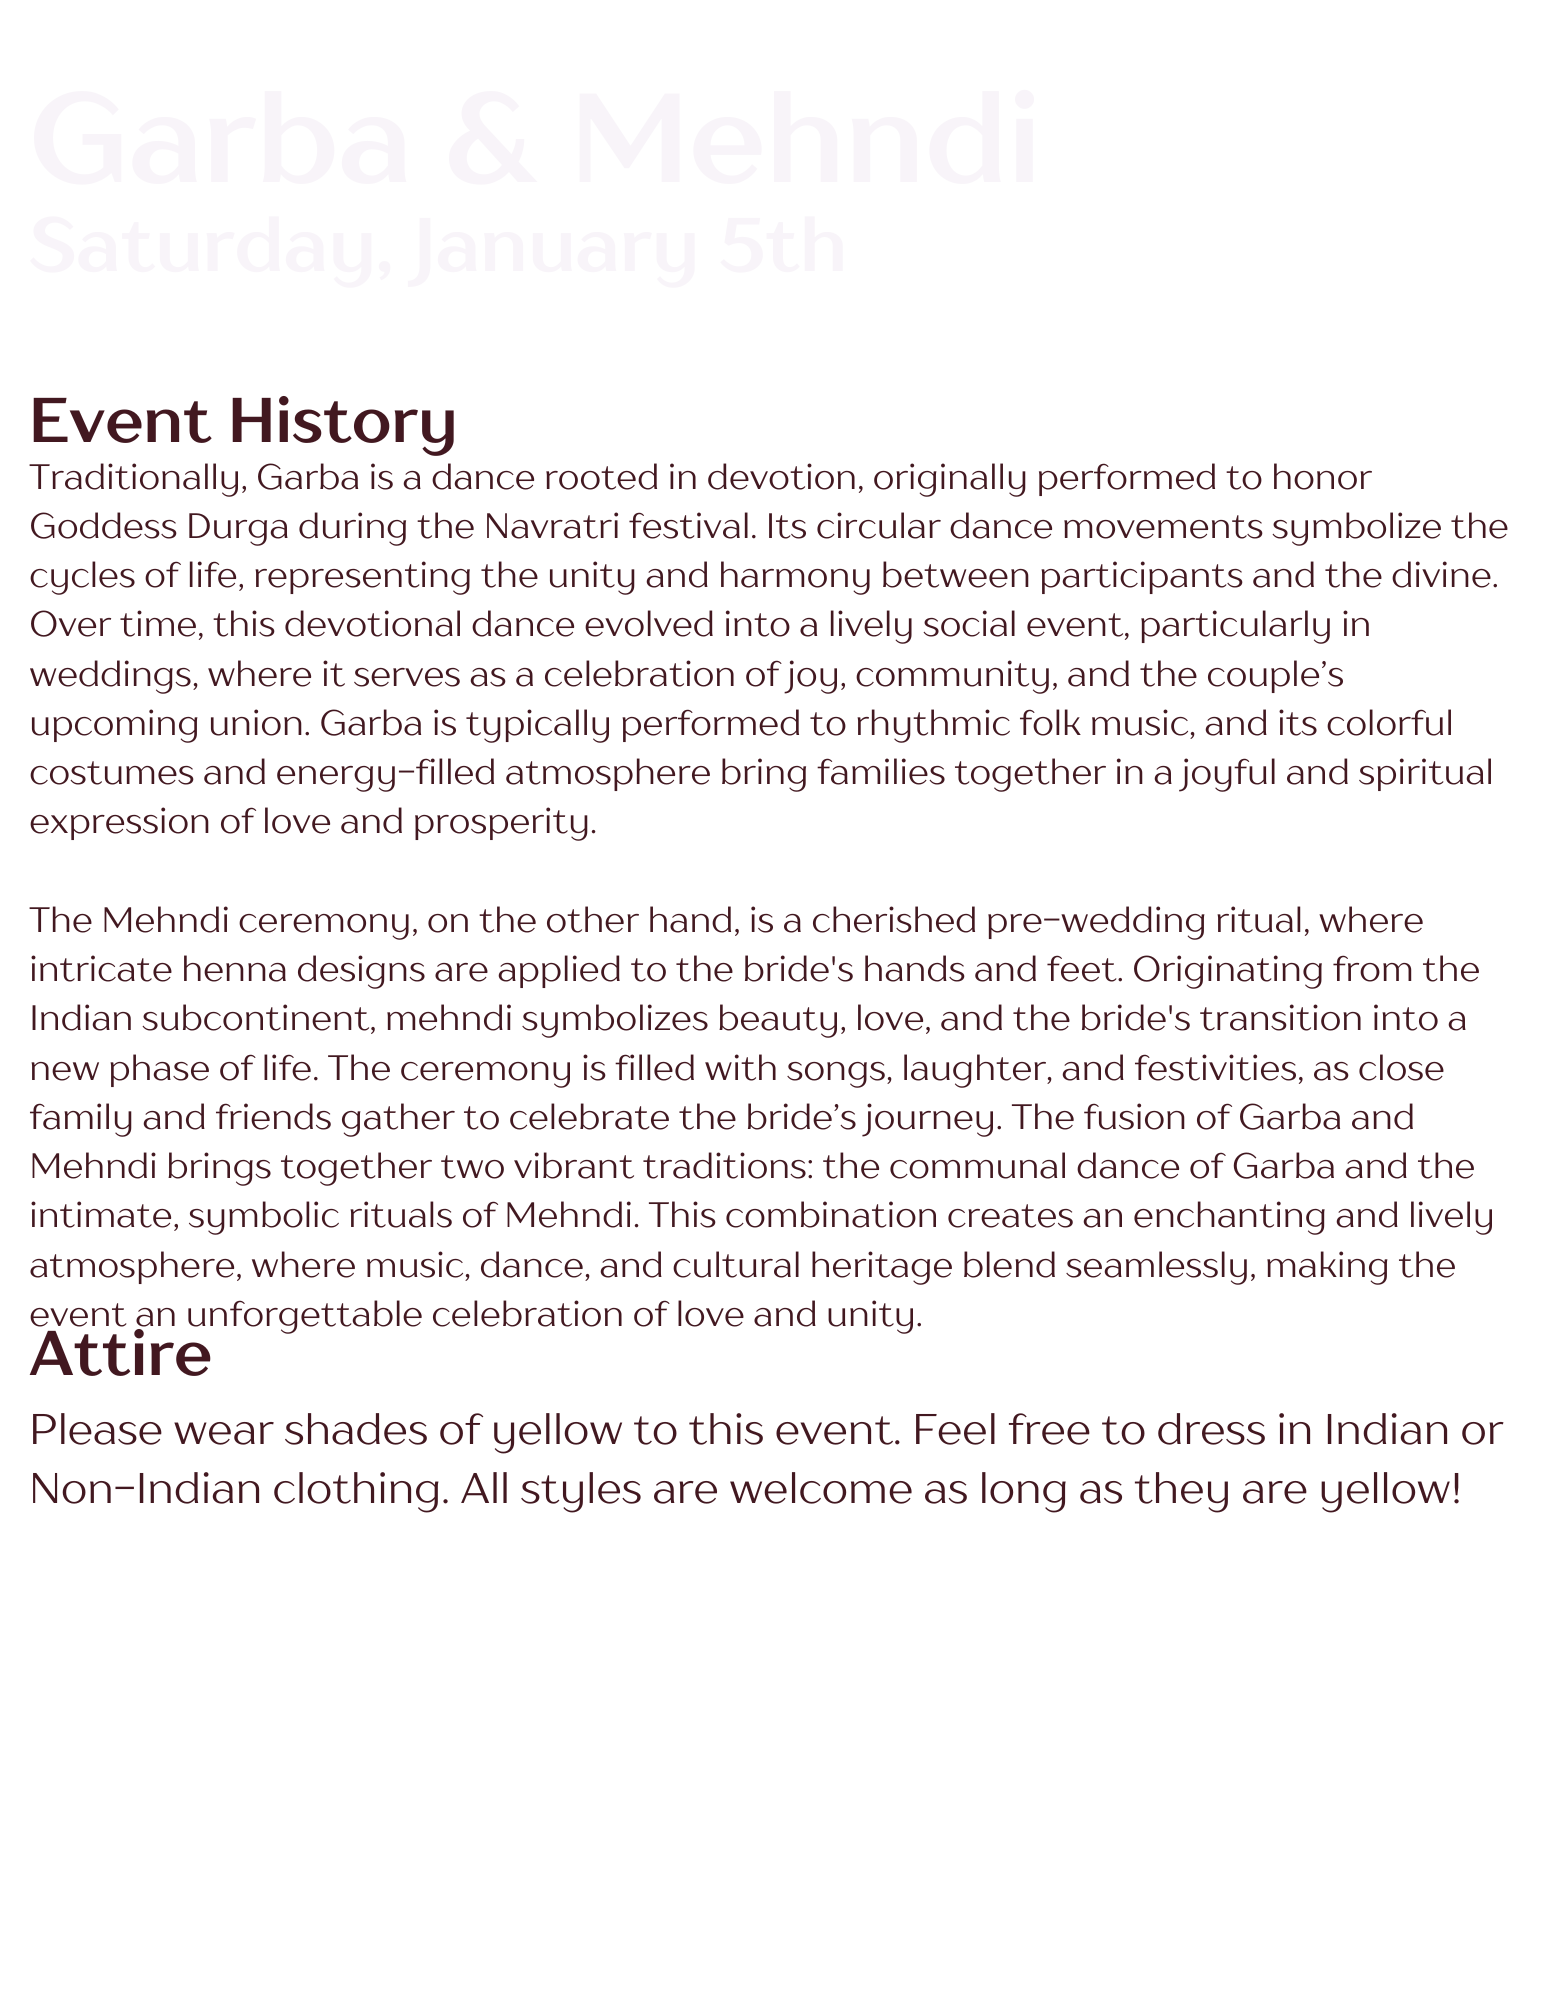 Garba & Mehndi
Saturday, January 5th
Event History
Traditionally, Garba is a dance rooted in devotion, originally performed to honor
Goddess Durga during the Navratri festival. Its circular dance movements symbolize the
cycles of life, representing the unity and harmony between participants and the divine.
Over time, this devotional dance evolved into a lively social event, particularly in
weddings, where it serves as a celebration of joy, community, and the couple’s
upcoming union. Garba is typically performed to rhythmic folk music, and its colorful
costumes and energy-filled atmosphere bring families together in a joyful and spiritual
expression of love and prosperity.
The Mehndi ceremony, on the other hand, is a cherished pre-wedding ritual, where
intricate henna designs are applied to the bride's hands and feet. Originating from the
Indian subcontinent, mehndi symbolizes beauty, love, and the bride's transition into a
new phase of life. The ceremony is filled with songs, laughter, and festivities, as close
family and friends gather to celebrate the bride’s journey. The fusion of Garba and
Mehndi brings together two vibrant traditions: the communal dance of Garba and the
intimate, symbolic rituals of Mehndi. This combination creates an enchanting and lively
atmosphere, where music, dance, and cultural heritage blend seamlessly, making the
event an unforgettable celebration of love and unity.
Attire
Please wear shades of yellow to this event. Feel free to dress in Indian or
Non-Indian clothing. All styles are welcome as long as they are yellow!